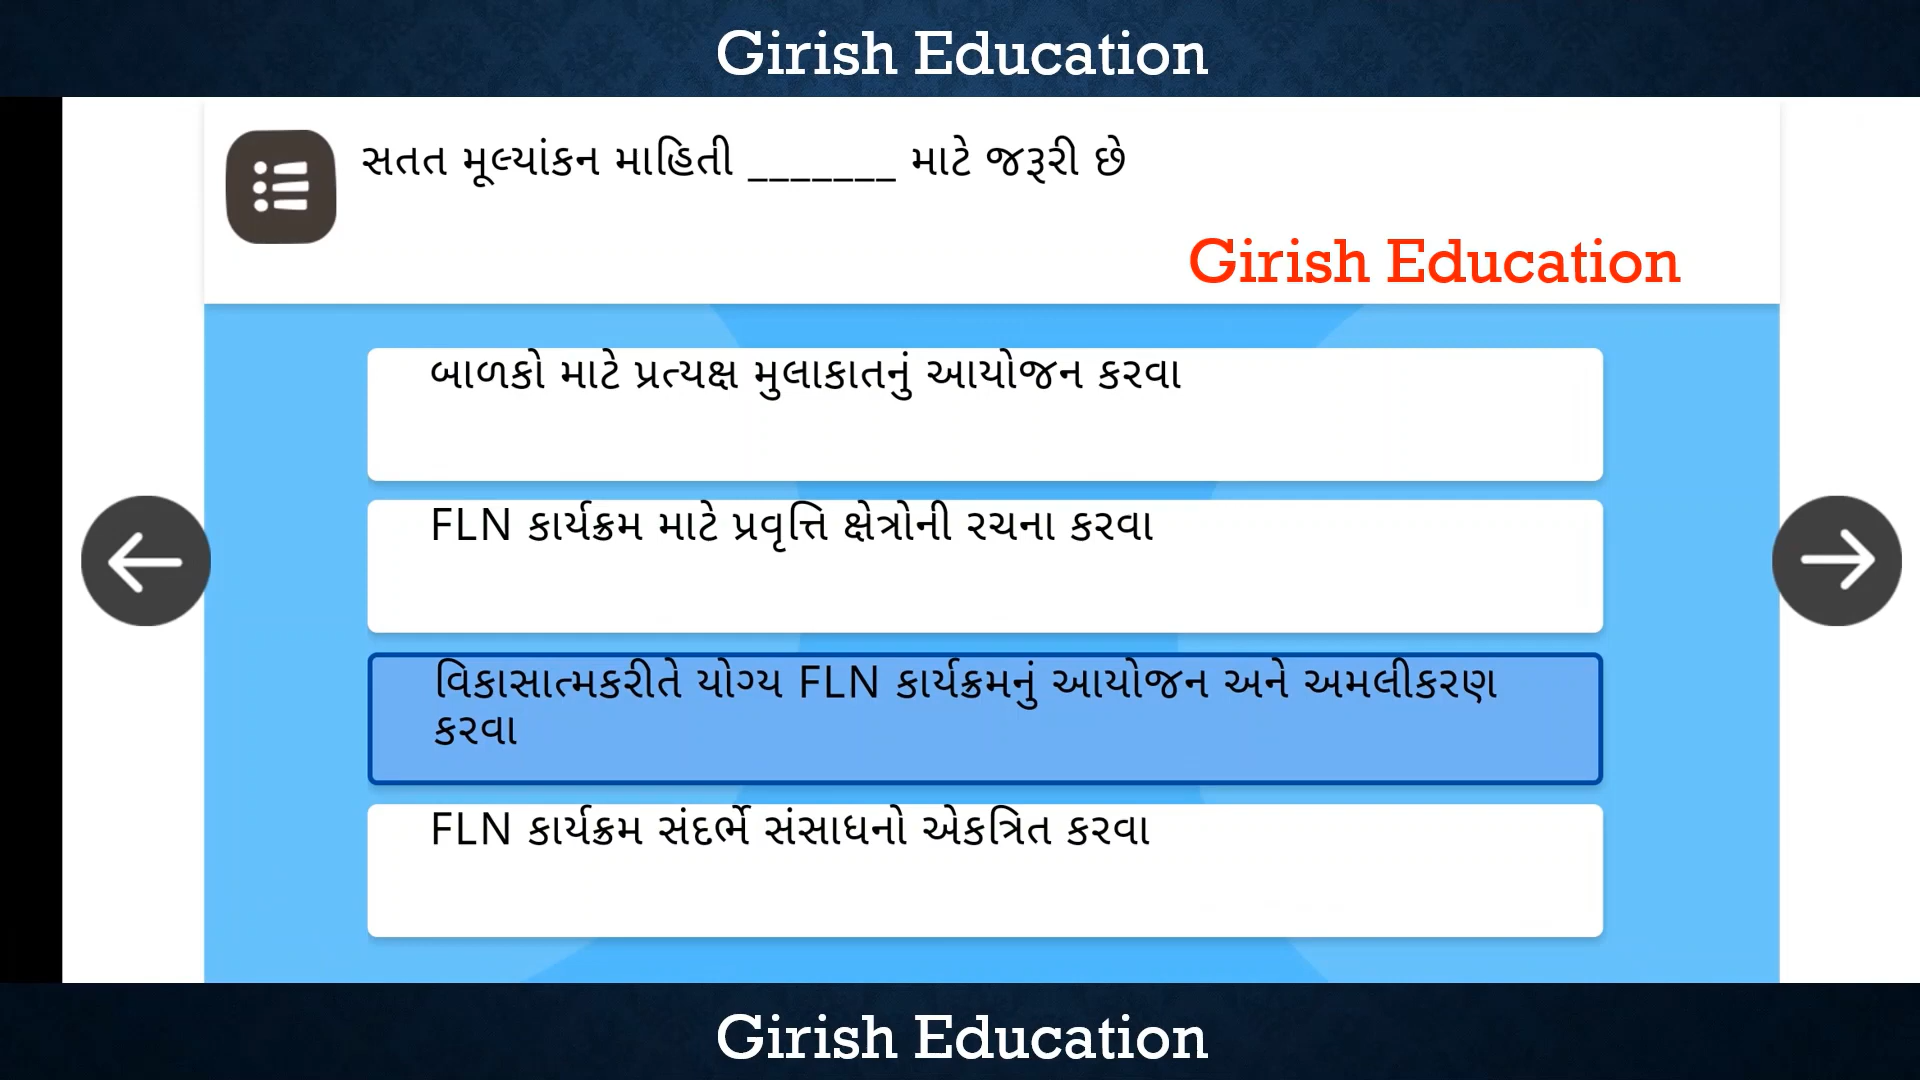 Girish Education
સતત મૂલ્યાંકન માહિતી _______ માટે જરૂરી છે
Girish Education
બાળકો માટે પ્રત્યક્ષ મુલાકાતનું આયોજન કરવા
FLN કાર્યક્રમ માટે પ્રવૃત્તિ ક્ષેત્રોની રચના કરવા
વિકાસાત્મકરીતે યોગ્ય FLN કાર્યક્રમનું આયોજન અને અમલીકરણ
કરવા
FLN કાર્યક્રમ સંદર્ભે સંસાધનો એકત્રિત કરવા
Girish Education